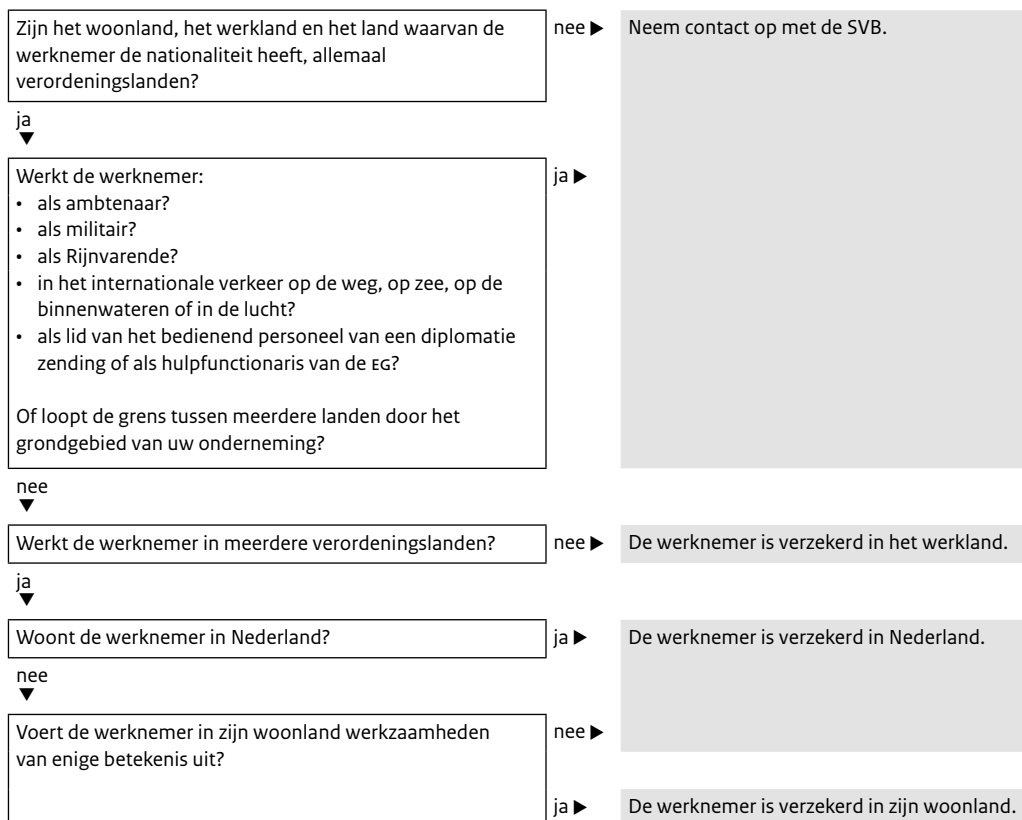 Zijn het woonland, het werkland en het land waarvan de
werknemer de nationaliteit heeft, allemaal
verordeningslanden?
nee ▶
Neem contact op met de SVB.
ja
▼
Werkt de werknemer:
• als ambtenaar?
• als militair?
• als Rijnvarende?
• in het internationale verkeer op de weg, op zee, op de
binnenwateren of in de lucht?
• als lid van het bedienend personeel van een diplomatie
zending of als hulpfunctionaris van de EG?
Of loopt de grens tussen meerdere landen door het
grondgebied van uw onderneming?
ja ▶
nee
▼
Werkt de werknemer in meerdere verordeningslanden?
nee ▶
De werknemer is verzekerd in het werkland.
ja
▼
Woont de werknemer in Nederland?
ja ▶
De werknemer is verzekerd in Nederland.
nee
▼
Voert de werknemer in zijn woonland werkzaamheden
van enige betekenis uit?
nee ▶
ja ▶
De werknemer is verzekerd in zijn woonland.